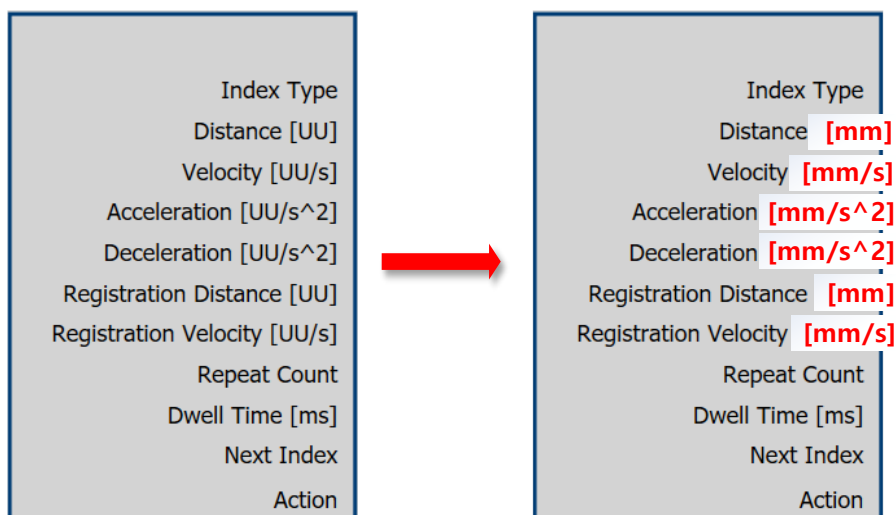 Index Type
Distance [UU]
Velocity [UU/s]
Acceleration [UU/s^2]
Deceleration [UU/s^2]
Registration Distance [UU]
Registration Velocity [UU/s]
Repeat Count
Dwell Time [ms]
Next Index
Action
Index Type
Distance [mm]
Velocity [mm/s]
Acceleration [mm/s^2]
Deceleration [mm/s^2]
Registration Distance [mm]
Registration Velocity [mm/s]
Repeat Count
Dwell Time [ms]
Next Index
Action